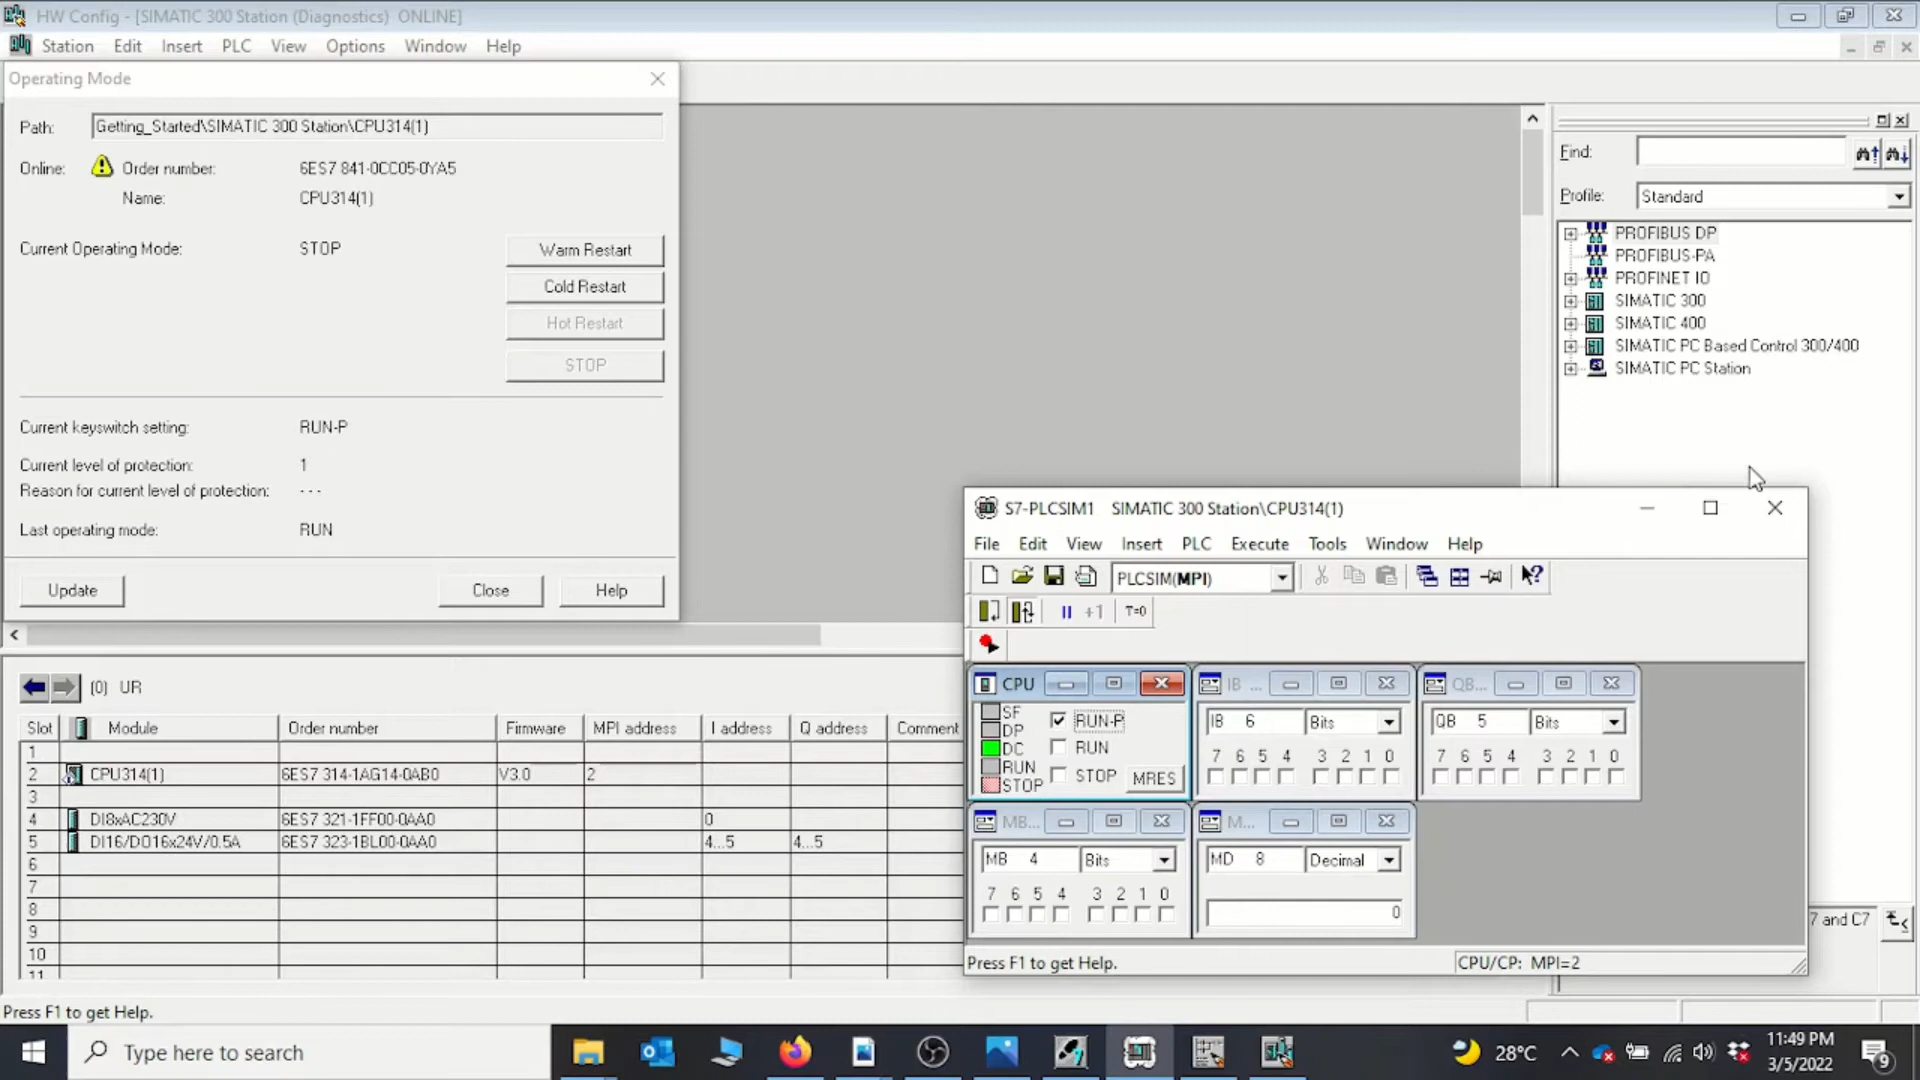 HW Config - [SIMATIC 300 Station (Diagnostics)  ONLINE]
Station Edit Insert PLC View Options Window Help
Operating Mode
Path: Getting_Started\SIMATIC 300 Station\CPU314(1)
Online: Order number: 6ES7 841-0CC05-0YA5
Name: CPU314(1)
Current Operating Mode: STOP
Warm Restart
Cold Restart
Hot Restart
STOP
Current keyswitch setting: RUN-P
Current level of protection: 1
Reason for current level of protection: - - -
Last operating mode: RUN
Update Close Help
Find:
Profile: Standard
PROFIBUS DP
PROFIBUS-PA
PROFINET IO
SIMATIC 300
SIMATIC 400
SIMATIC PC Based Control 300/400
SIMATIC PC Station
7 and C7
(0) UR
Slot Module Order number Firmware MPI address I address Q address Comment
1
2 CPU314(1) 6ES7 314-1AG14-0AB0 V3.0 2
3
4 DI8xAC230V 6ES7 321-1FF00-0AA0 0
5 DI16/DO16x24V/0.5A 6ES7 323-1BL00-0AA0 4...5 4...5
6
7
8
9
10
11
S7-PLCSIM1 SIMATIC 300 Station\CPU314(1)
File Edit View Insert PLC Execute Tools Window Help
PLCSIM(MPI)
+1 T=0
CPU
SF
DP
DC
RUN
STOP
RUN-P
RUN
STOP
MRES
IB ...
IB 6 Bits
7 6 5 4 3 2 1 0
QB...
QB 5 Bits
7 6 5 4 3 2 1 0
MB...
MB 4 Bits
7 6 5 4 3 2 1 0
M...
MD 8 Decimal
0
Press F1 to get Help.
CPU/CP: MPI=2
Press F1 to get Help.
Type here to search
28°C
11:49 PM
3/5/2022
9